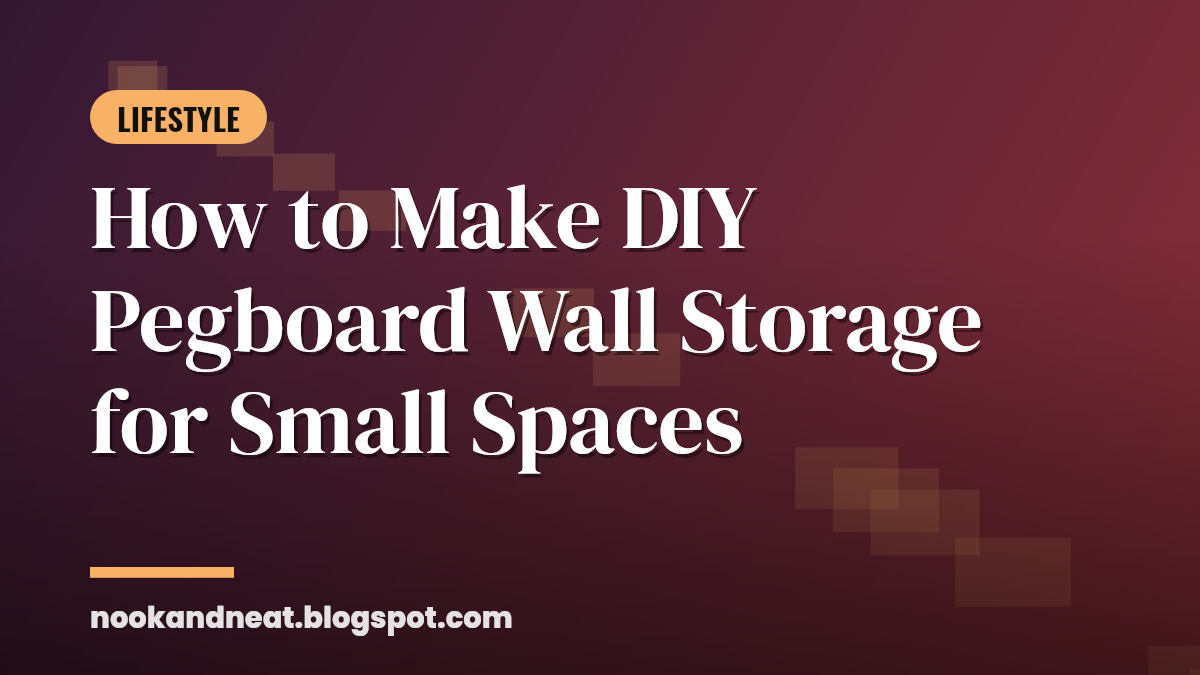 LIFESTYLE
How to Make DIY
Pegboard Wall Storage
for Small Spaces
nookandneat.blogspot.com